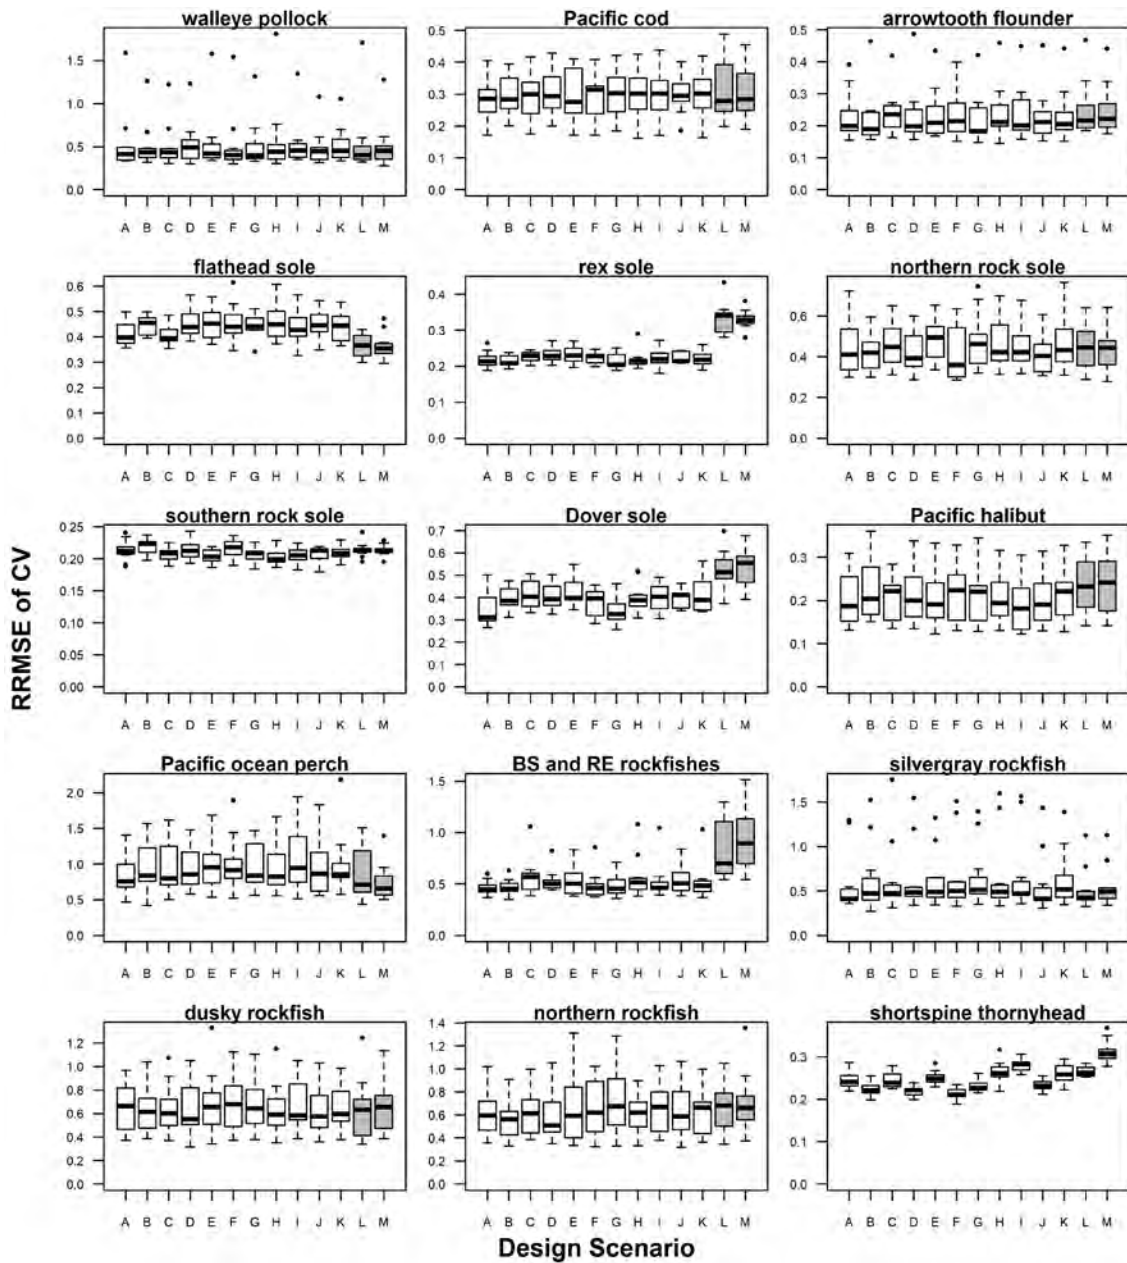 walleye pollock
Pacific cod
arrowtooth flounder
1.5
1.0
0.5
0.0
A B C D E F G H I J K L M
0.5
0.4
0.3
0.2
0.1
0.0
A B C D E F G H I J K L M
0.5
0.4
0.3
0.2
0.1
0.0
A B C D E F G H I J K L M
flathead sole
rex sole
northern rock sole
0.6
0.5
0.4
0.3
0.2
0.1
0.0
A B C D E F G H I J K L M
0.4
0.3
0.2
0.1
0.0
A B C D E F G H I J K L M
0.8
0.6
0.4
0.2
0.0
A B C D E F G H I J K L M
southern rock sole
Dover sole
Pacific halibut
RRMSE of CV
0.25
0.20
0.15
0.10
0.05
0.00
A B C D E F G H I J K L M
0.7
0.6
0.5
0.4
0.3
0.2
0.1
0.0
A B C D E F G H I J K L M
0.3
0.2
0.1
0.0
A B C D E F G H I J K L M
Pacific ocean perch
BS and RE rockfishes
silvergray rockfish
2.0
1.5
1.0
0.5
0.0
A B C D E F G H I J K L M
1.5
1.0
0.5
0.0
A B C D E F G H I J K L M
1.5
1.0
0.5
0.0
A B C D E F G H I J K L M
dusky rockfish
northern rockfish
shortspine thornyhead
1.2
1.0
0.8
0.6
0.4
0.2
0.0
A B C D E F G H I J K L M
1.4
1.2
1.0
0.8
0.6
0.4
0.2
0.0
A B C D E F G H I J K L M
0.3
0.2
0.1
0.0
A B C D E F G H I J K L M
Design Scenario